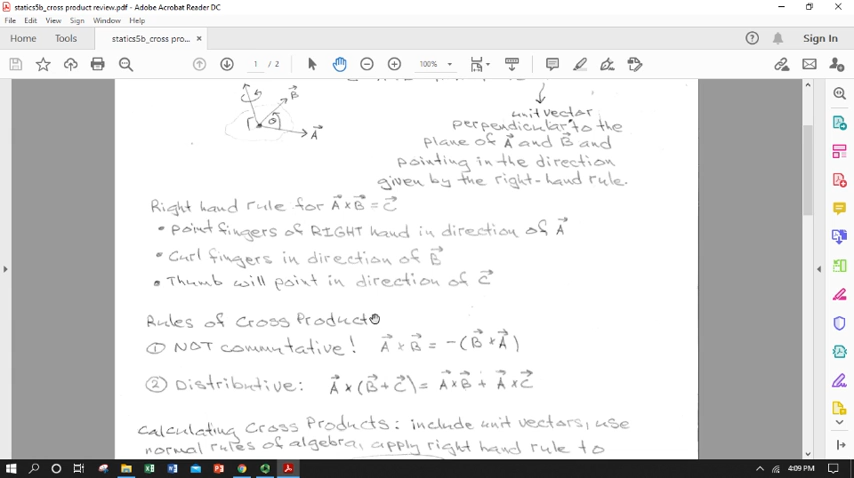 statics5b_cross product review.pdf - Adobe Acrobat Reader DC
File Edit View Sign Window Help
Home Tools statics5b_cross pro... × Sign In
1 / 2 100%
B⃗
θ
A⃗
unit vector
perpendicular to the
plane of A⃗ and B⃗ and
pointing in the direction
given by the right-hand rule.
Right hand rule for A⃗ × B⃗ = C⃗
• Point fingers of RIGHT hand in direction of A⃗
• Curl fingers in direction of B⃗
• Thumb will point in direction of C⃗
Rules of Cross Products
① NOT commutative! A⃗ × B⃗ = -(B⃗ × A⃗)
② Distributive: A⃗ × (B⃗ + C⃗) = A⃗ × B⃗ + A⃗ × C⃗
Calculating Cross Products: include unit vectors, use
normal rules of algebra, apply right hand rule to
4:09 PM